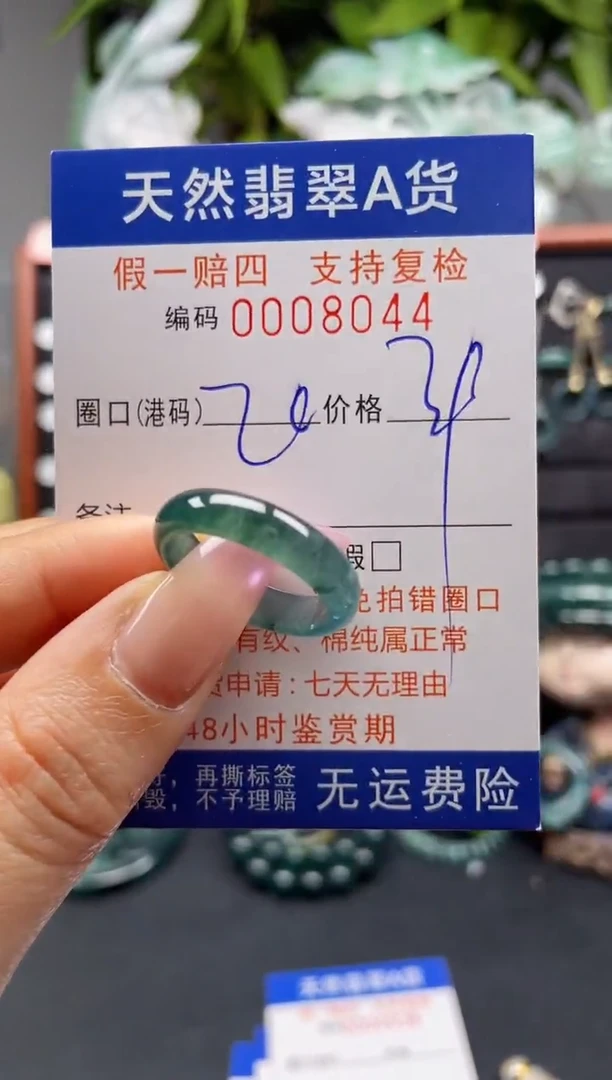 天然翡翠A货
假一赔四 支持复检
编码 0008044
圈口(港码) 20 价格
备注
假□
免拍错圈口
有纹、棉纯属正常
货申请:七天无理由
48小时鉴赏期
再撕标签 无运费险
毁,不予理赔
天然翡翠A货